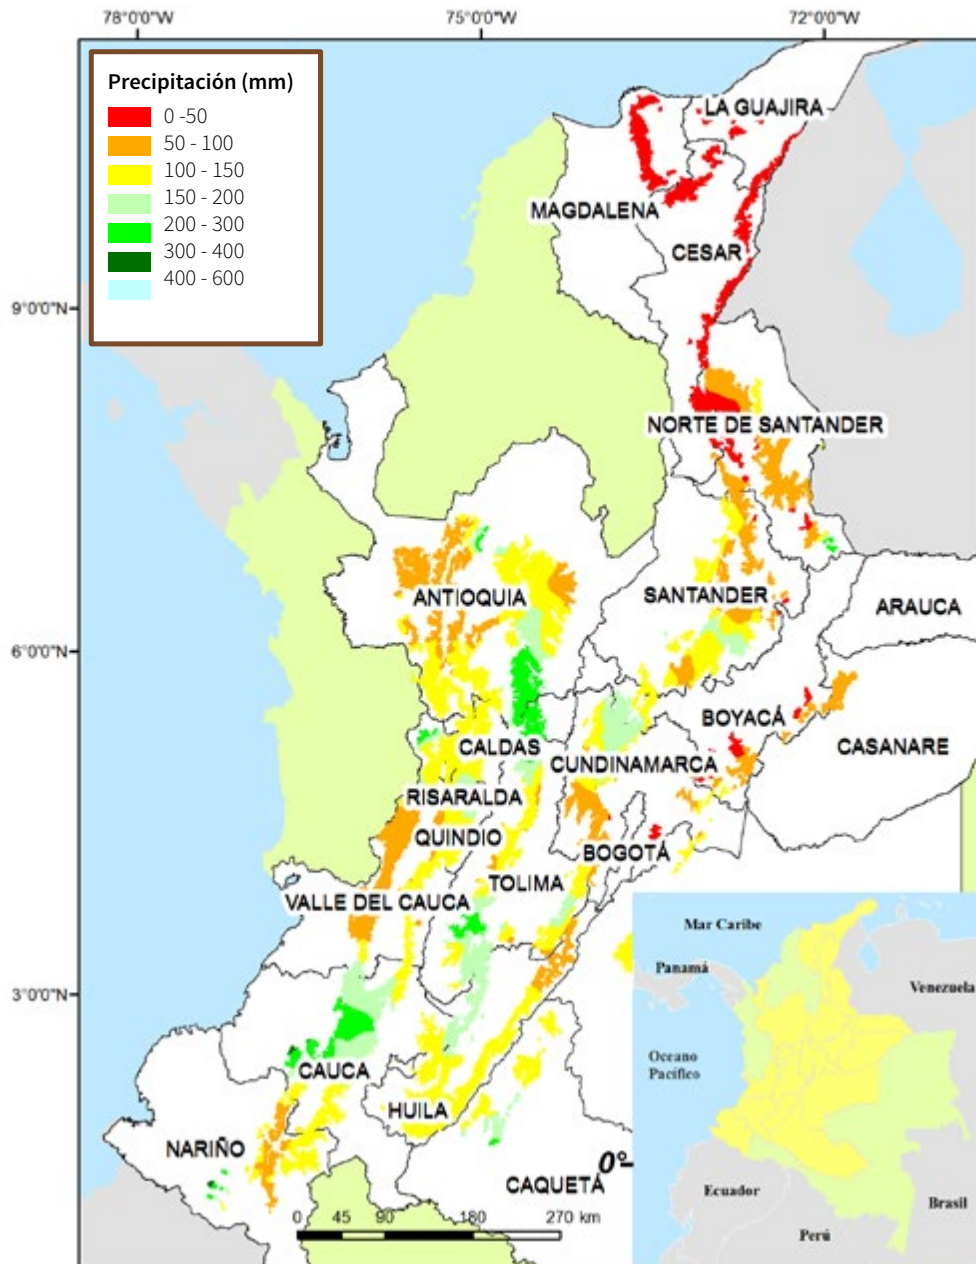 78°0'0"W
75°0'0"W
72°0'0"W
Precipitación (mm)
0 -50
50 - 100
100 - 150
150 - 200
200 - 300
300 - 400
400 - 600
LA GUAJIRA
MAGDALENA
CESAR
9°0'0"N
NORTE DE SANTANDER
ANTIOQUIA
SANTANDER
ARAUCA
6°0'0"N
BOYACÁ
CALDAS
CASANARE
CUNDINAMARCA
RISARALDA
QUINDIO
BOGOTÁ
TOLIMA
VALLE DEL CAUCA
Mar Caribe
Panamá
Venezuela
3°0'0"N
Oceano
Pacífico
CAUCA
HUILA
NARIÑO
0°
CAQUETÁ
Ecuador
Brasil
Perú
0 45 90 180 270 km